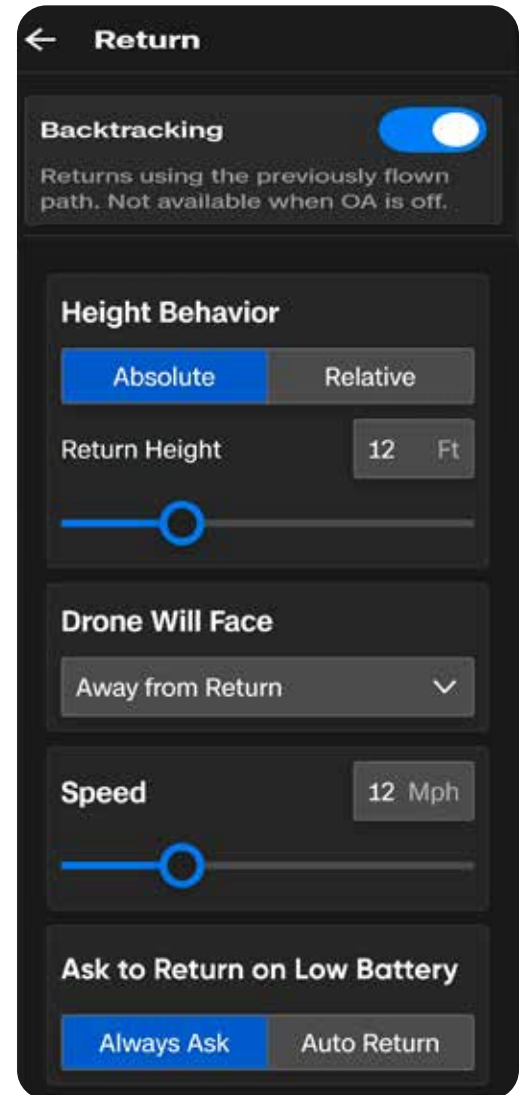 Return
Backtracking
Returns using the previously flown
path. Not available when OA is off.
Height Behavior
Absolute Relative
Return Height 12 Ft
Drone Will Face
Away from Return
Speed 12 Mph
Ask to Return on Low Battery
Always Ask Auto Return